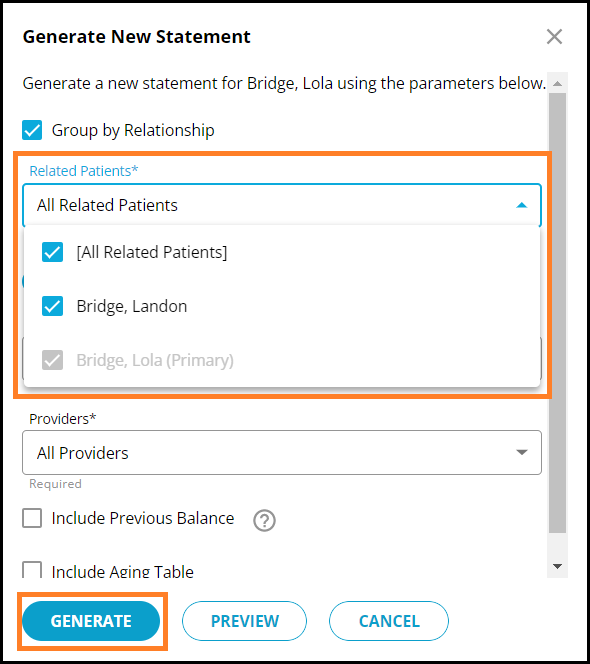 Generate New Statement
Generate a new statement for Bridge, Lola using the parameters below.
Group by Relationship
Related Patients*
All Related Patients
[All Related Patients]
Bridge, Landon
Bridge, Lola (Primary)
Providers*
All Providers
Required
Include Previous Balance
Include Aging Table
GENERATE PREVIEW CANCEL